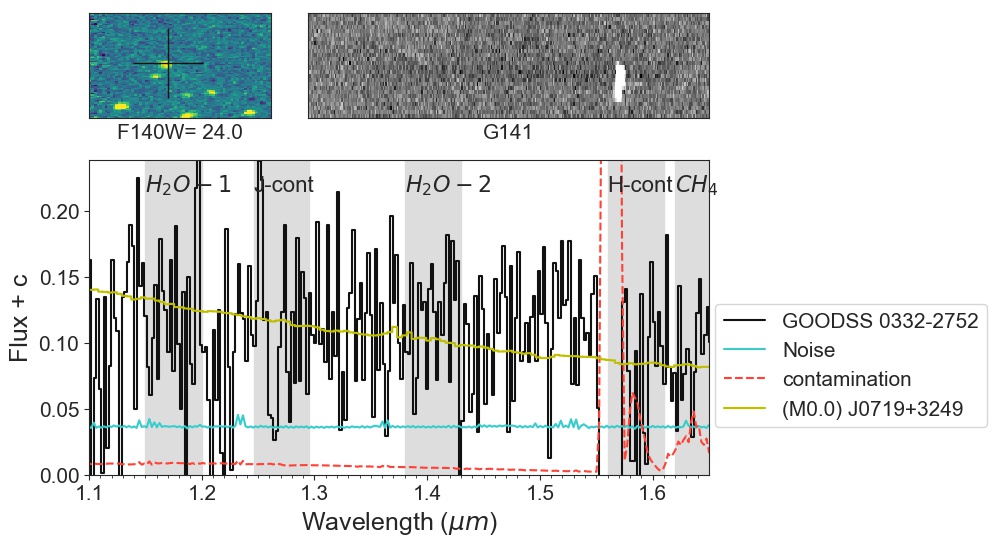 F140W= 24.0
G141
H₂O − 1
J-cont
H₂O − 2
H-cont
CH₄
0.20
0.15
0.10
0.05
0.00
Flux + c
1.1
1.2
1.3
1.4
1.5
1.6
Wavelength (μm)
GOODSS 0332-2752
Noise
contamination
(M0.0) J0719+3249